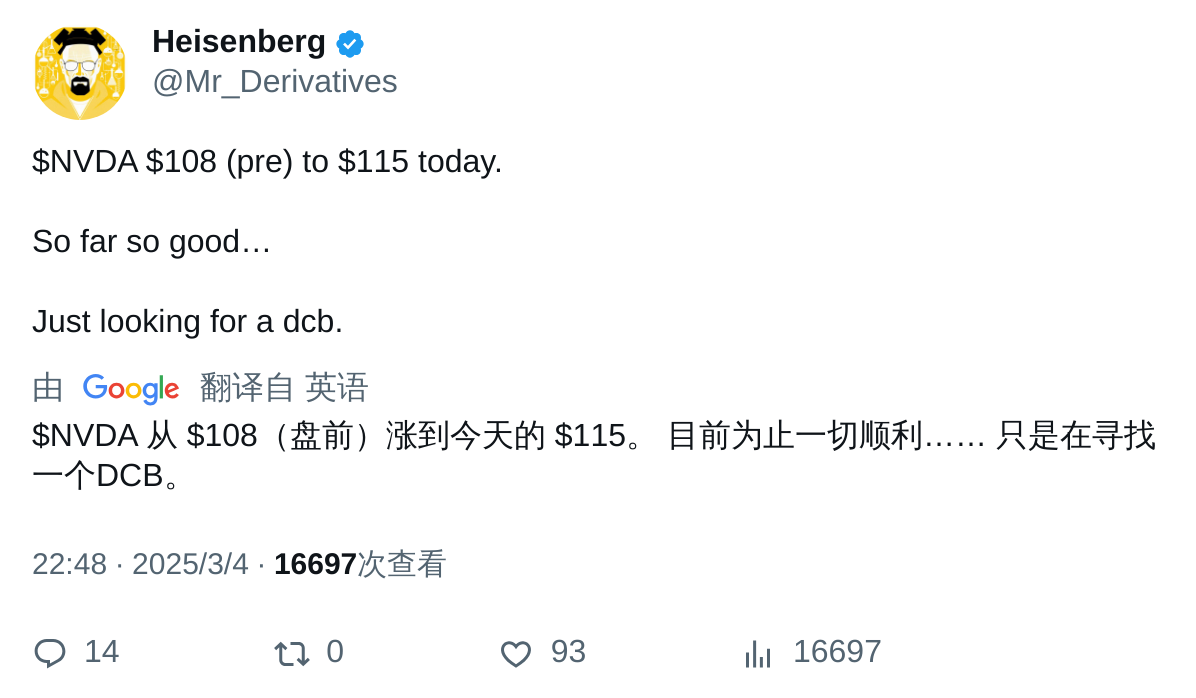 Heisenberg
@Mr_Derivatives
$NVDA $108 (pre) to $115 today.
So far so good…
Just looking for a dcb.
由 Google 翻译自 英语
$NVDA 从 $108（盘前）涨到今天的 $115。 目前为止一切顺利…… 只是在寻找
一个DCB。
22:48 · 2025/3/4 · 16697次查看
14 0 93 16697